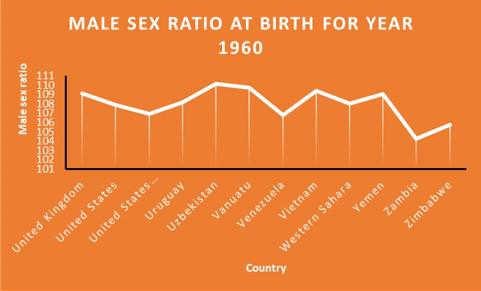 MALE SEX RATIO AT BIRTH FOR YEAR
1960
Male sex ratio
111
110
109
108
107
106
105
104
103
102
101
United Kingdom
United States
United States...
Uruguay
Uzbekistan
Vanuatu
Venezuela
Vietnam
Western Sahara
Yemen
Zambia
Zimbabwe
Country